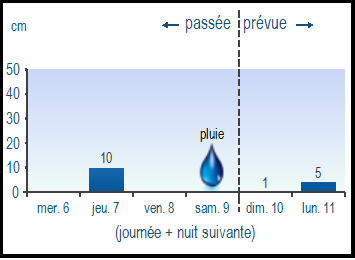 ← passée prévue →
cm
50
40
30
20
10
0
10
pluie
1
5
mer. 6 jeu. 7 ven. 8 sam. 9 dim. 10 lun. 11
(journée + nuit suivante)